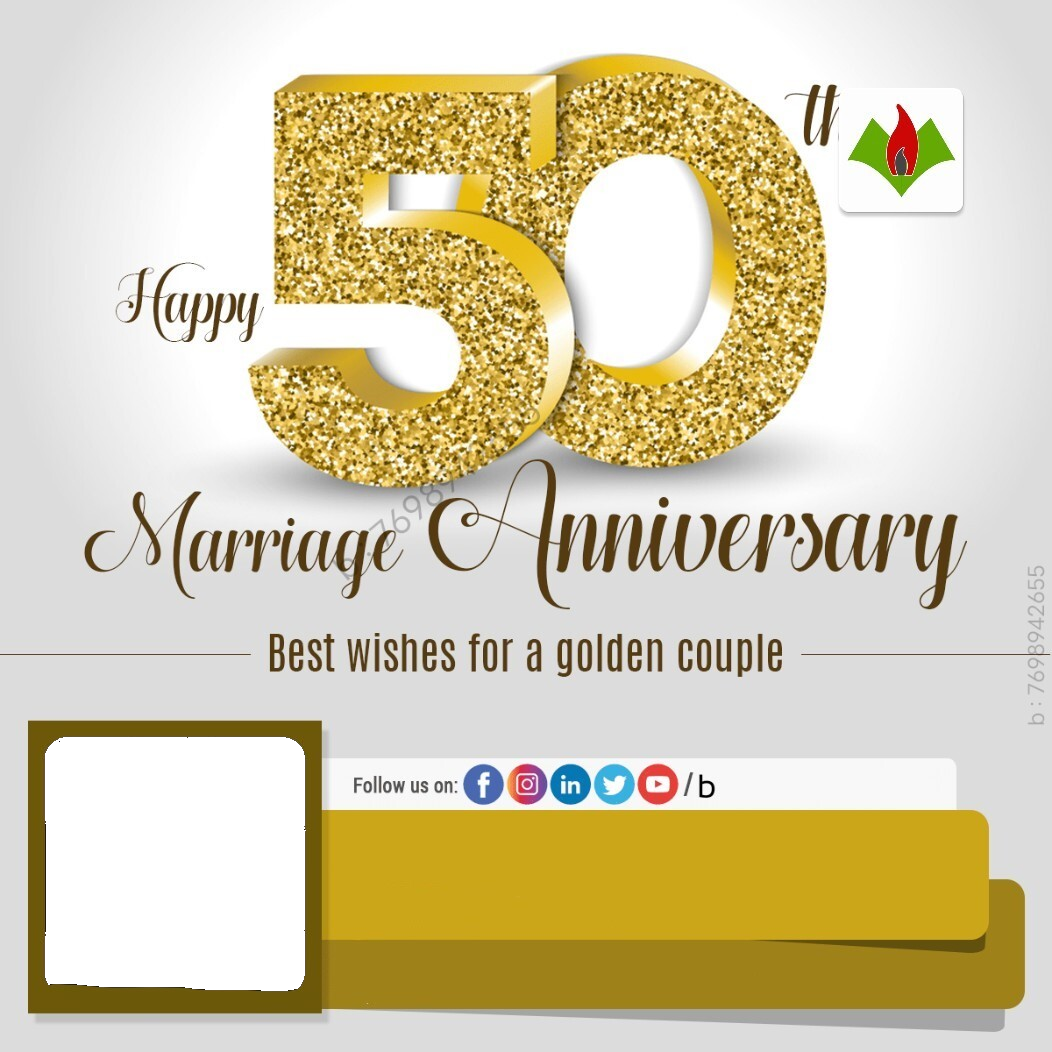 50th
Happy
Marriage Anniversary
Best wishes for a golden couple
b : 7698942655
Follow us on: / b